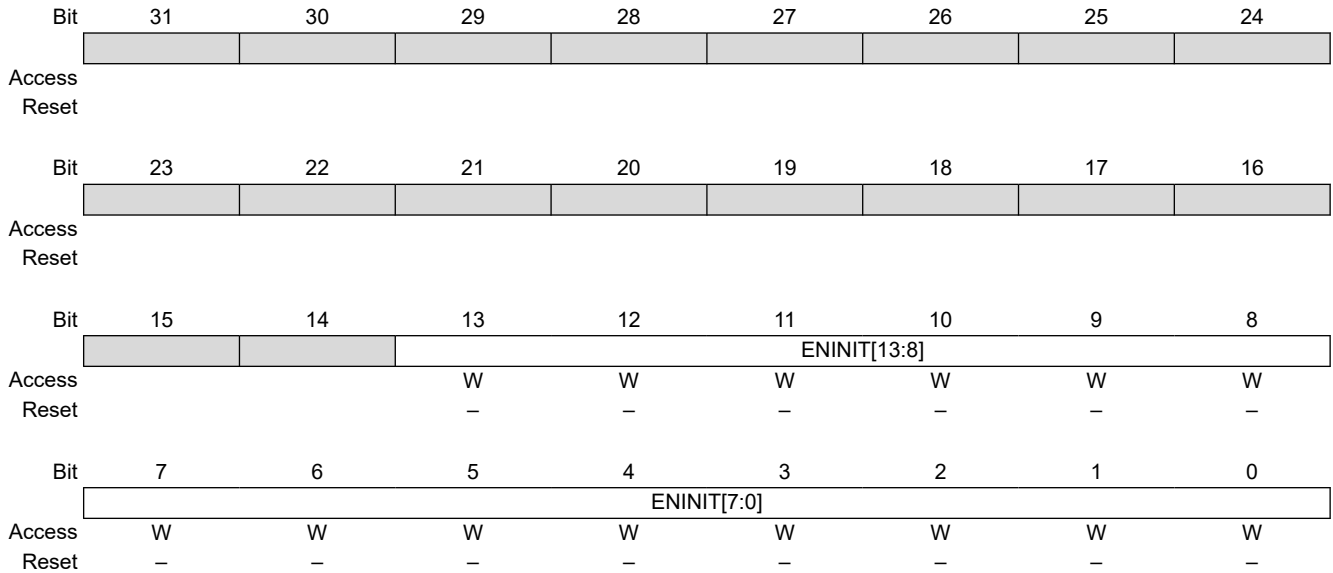 Bit 31 30 29 28 27 26 25 24
Access
Reset
Bit 23 22 21 20 19 18 17 16
Access
Reset
Bit 15 14 13 12 11 10 9 8
ENINIT[13:8]
Access W W W W W W
Reset – – – – – –
Bit 7 6 5 4 3 2 1 0
ENINIT[7:0]
Access W W W W W W W W
Reset – – – – – – – –